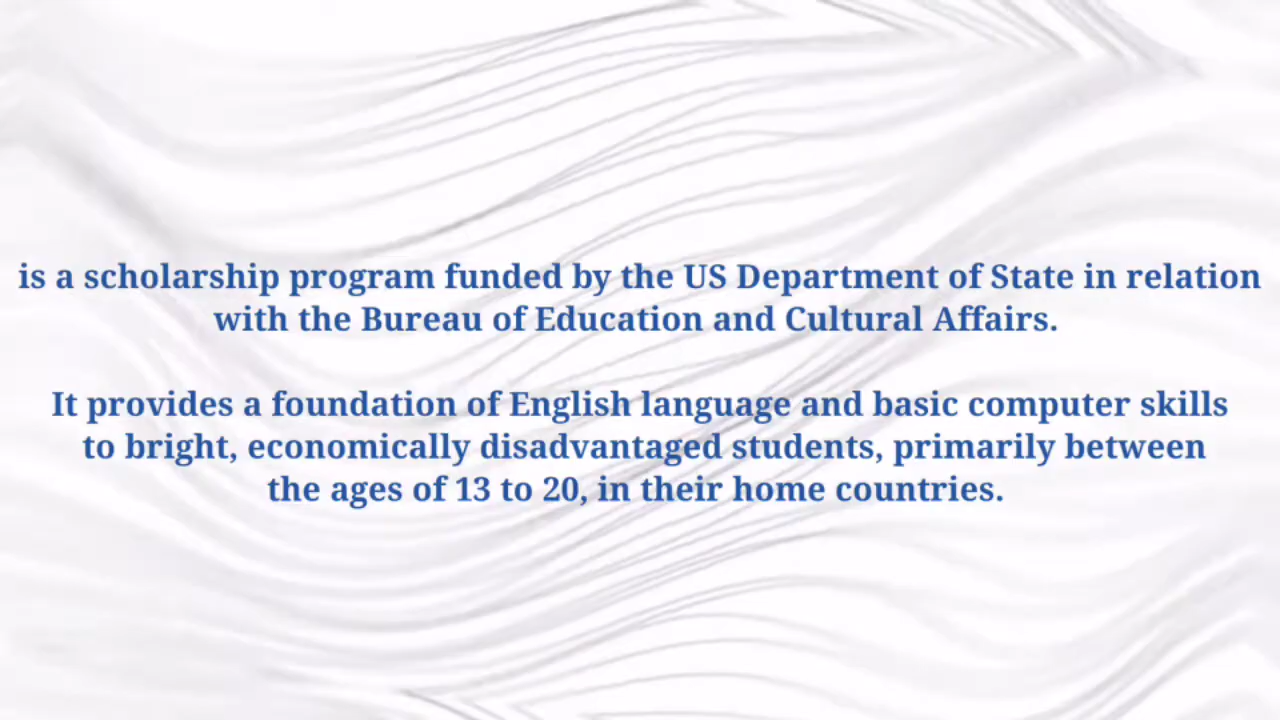 is a scholarship program funded by the US Department of State in relation
with the Bureau of Education and Cultural Affairs.
It provides a foundation of English language and basic computer skills
to bright, economically disadvantaged students, primarily between
the ages of 13 to 20, in their home countries.